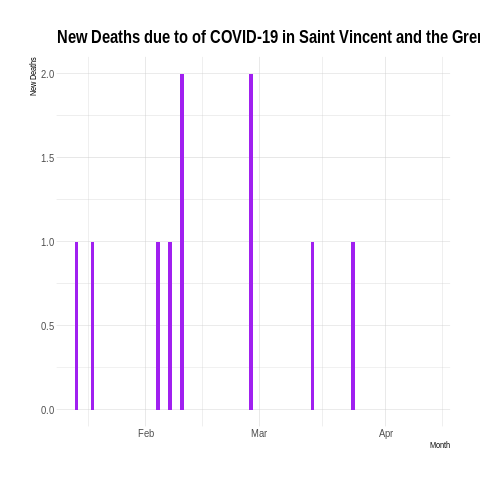 New Deaths due to of COVID-19 in Saint Vincent and the Gren
New Deaths
2.0
1.5
1.0
0.5
0.0
Feb Mar Apr
Month